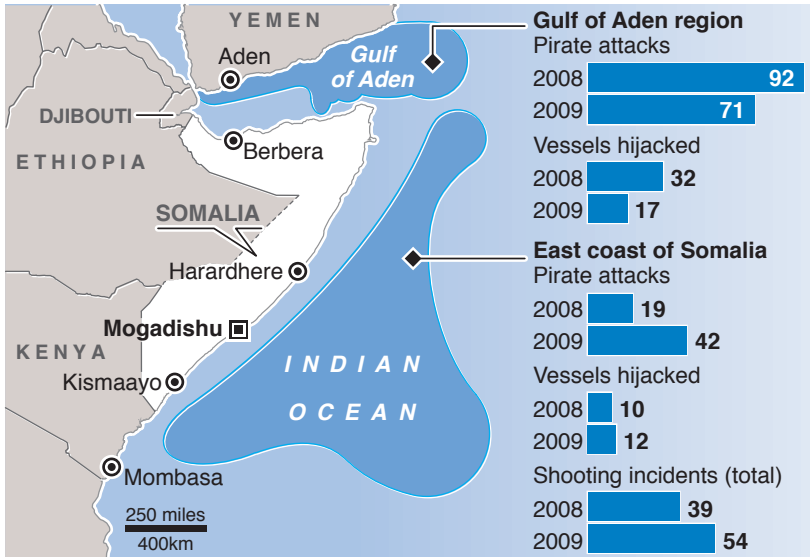 YEMEN
Aden
Gulf
of Aden
DJIBOUTI
Berbera
ETHIOPIA
SOMALIA
Harardhere
Mogadishu
KENYA
INDIAN
OCEAN
Kismaayo
Mombasa
250 miles
400km
Gulf of Aden region
Pirate attacks
2008 92
2009 71
Vessels hijacked
2008 32
2009 17
East coast of Somalia
Pirate attacks
2008 19
2009 42
Vessels hijacked
2008 10
2009 12
Shooting incidents (total)
2008 39
2009 54